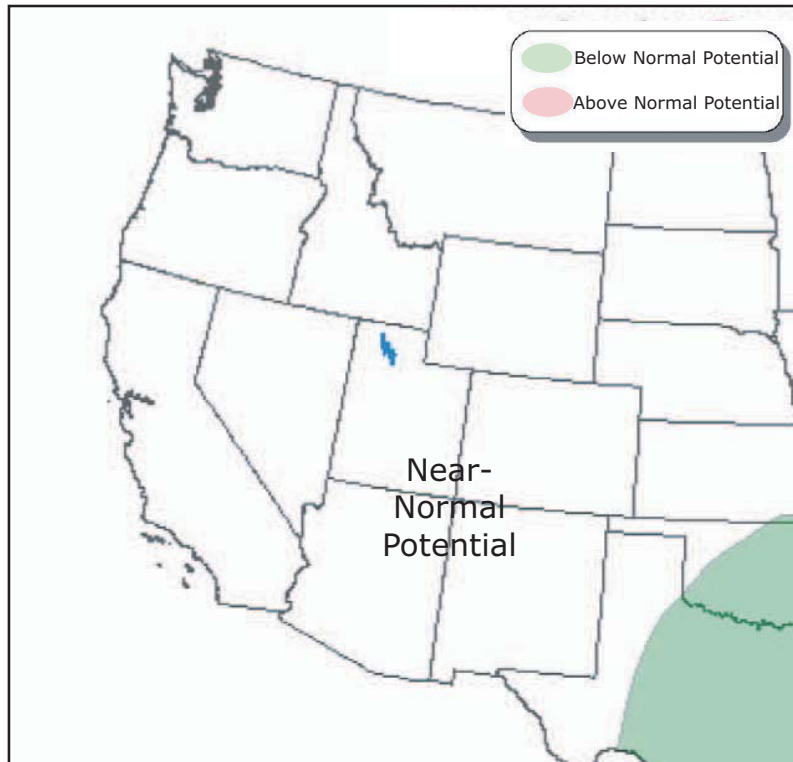 Below Normal Potential
Above Normal Potential
Near-
Normal
Potential